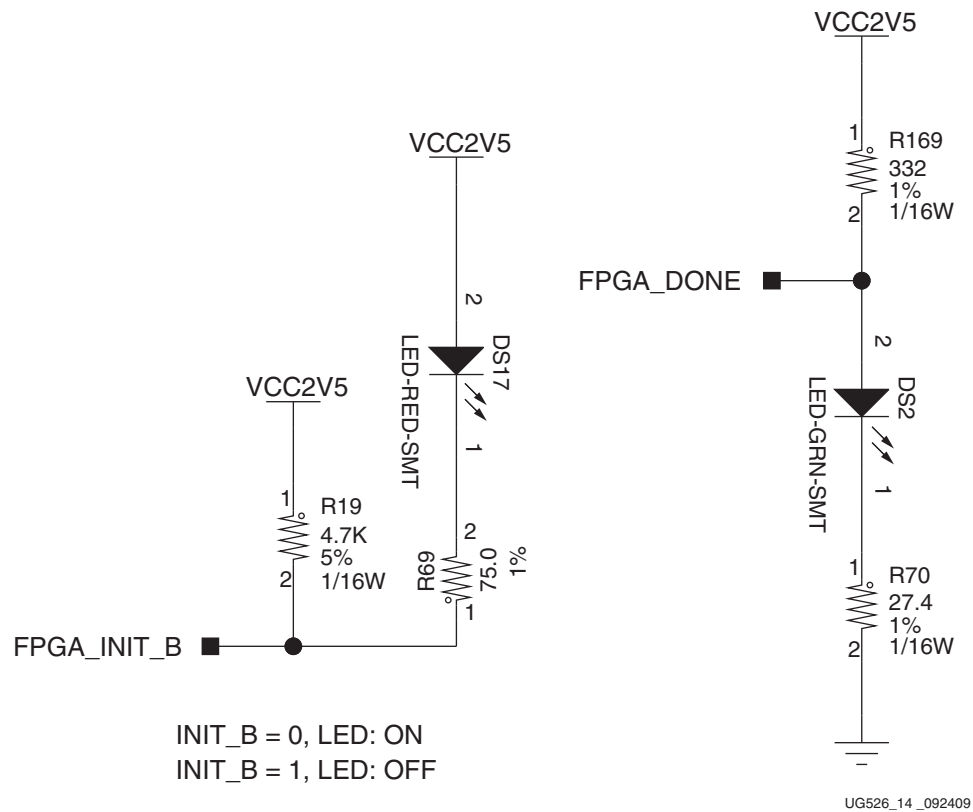 VCC2V5
1
R169
332
1%
1/16W
2
FPGA_DONE
2
DS2
LED-GRN-SMT
1
1
R70
27.4
1%
1/16W
2
VCC2V5
2
DS17
LED-RED-SMT
1
2
R69
75.0
1%
1
VCC2V5
1
R19
4.7K
5%
1/16W
2
FPGA_INIT_B
INIT_B = 0, LED: ON
INIT_B = 1, LED: OFF
UG526_14 _092409